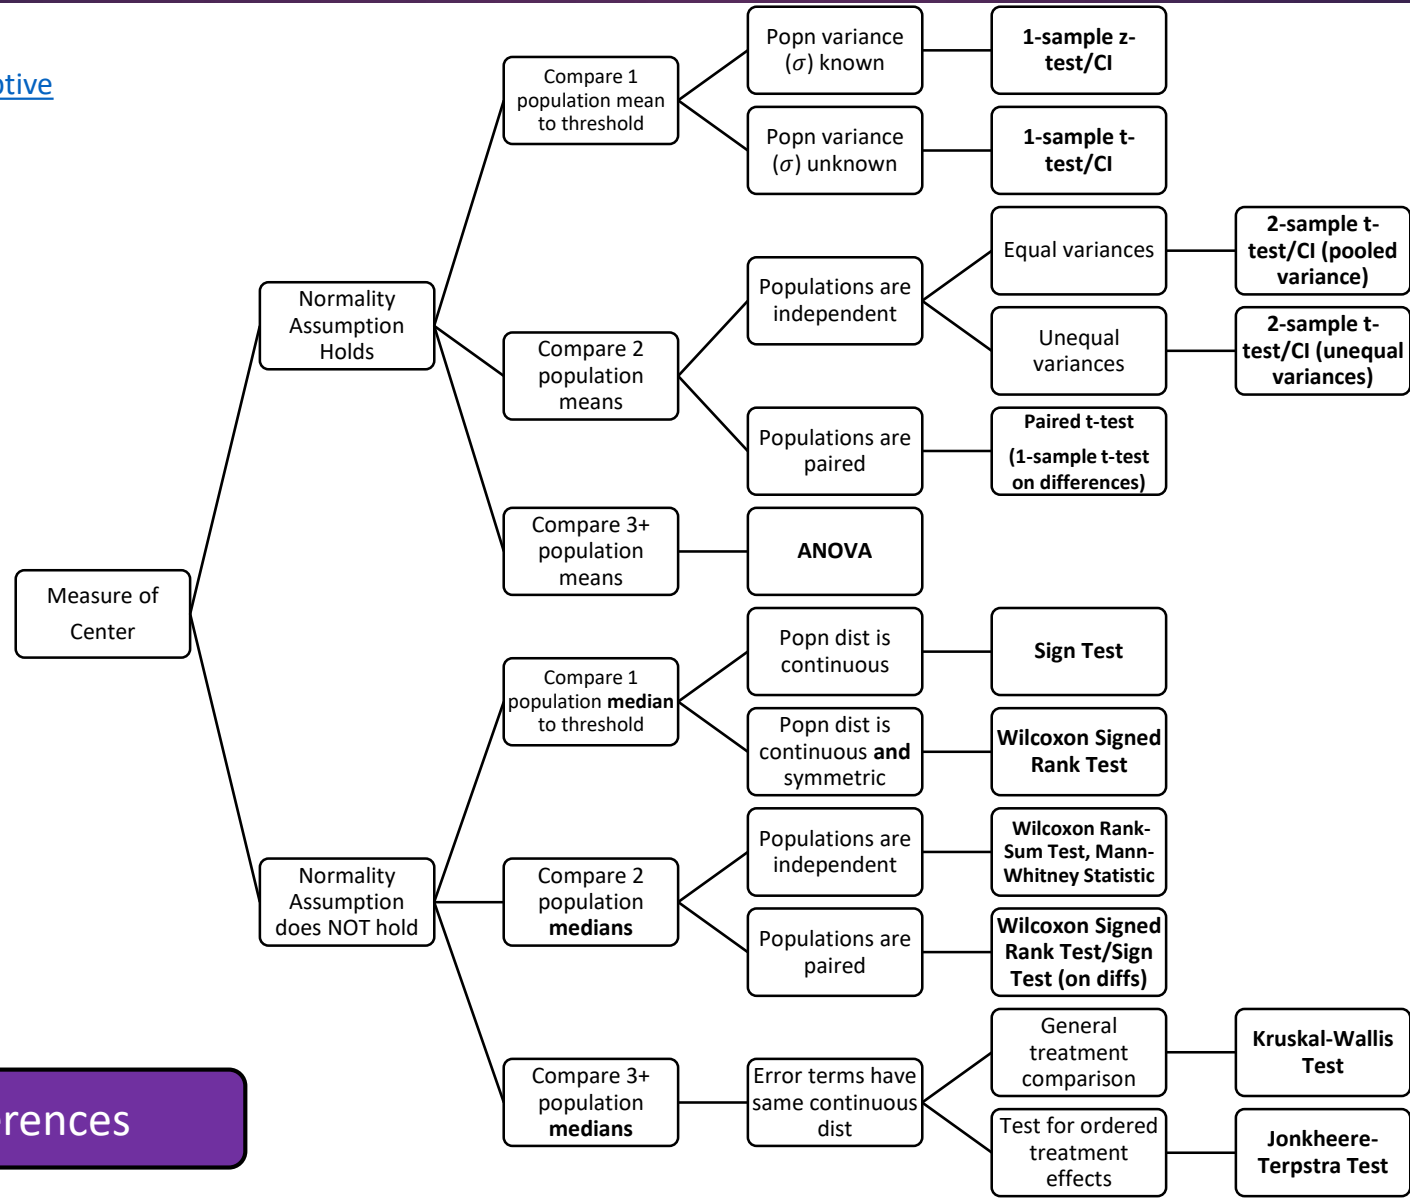 Popn variance
(σ) known
1-sample z-
test/CI
Compare 1
population mean
to threshold
Popn variance
(σ) unknown
1-sample t-
test/CI
Normality
Assumption
Holds
Compare 2
population
means
Populations are
independent
Equal variances
2-sample t-
test/CI (pooled
variance)
Unequal
variances
2-sample t-
test/CI (unequal
variances)
Populations are
paired
Paired t-test
(1-sample t-test
on differences)
Compare 3+
population
means
ANOVA
Measure of
Center
Compare 1
population median
to threshold
Popn dist is
continuous
Sign Test
Popn dist is
continuous and
symmetric
Wilcoxon Signed
Rank Test
Normality
Assumption
does NOT hold
Compare 2
population
medians
Populations are
independent
Wilcoxon Rank-
Sum Test, Mann-
Whitney Statistic
Populations are
paired
Wilcoxon Signed
Rank Test/Sign
Test (on diffs)
Compare 3+
population
medians
Error terms have
same continuous
dist
General
treatment
comparison
Kruskal-Wallis
Test
Test for ordered
treatment
effects
Jonkheere-
Terpstra Test